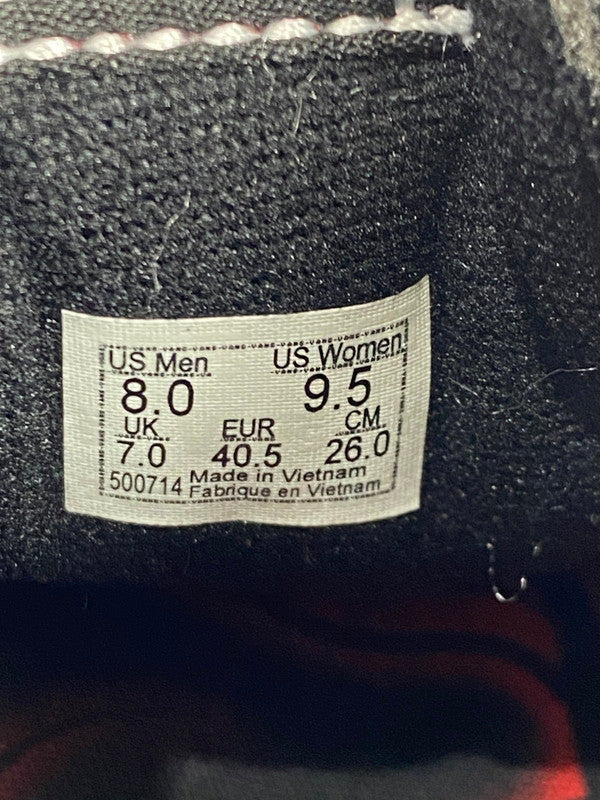 US Men US Women
8.0 9.5
UK EUR CM
7.0 40.5 26.0
500714 Made in Vietnam
Fabrique en Vietnam